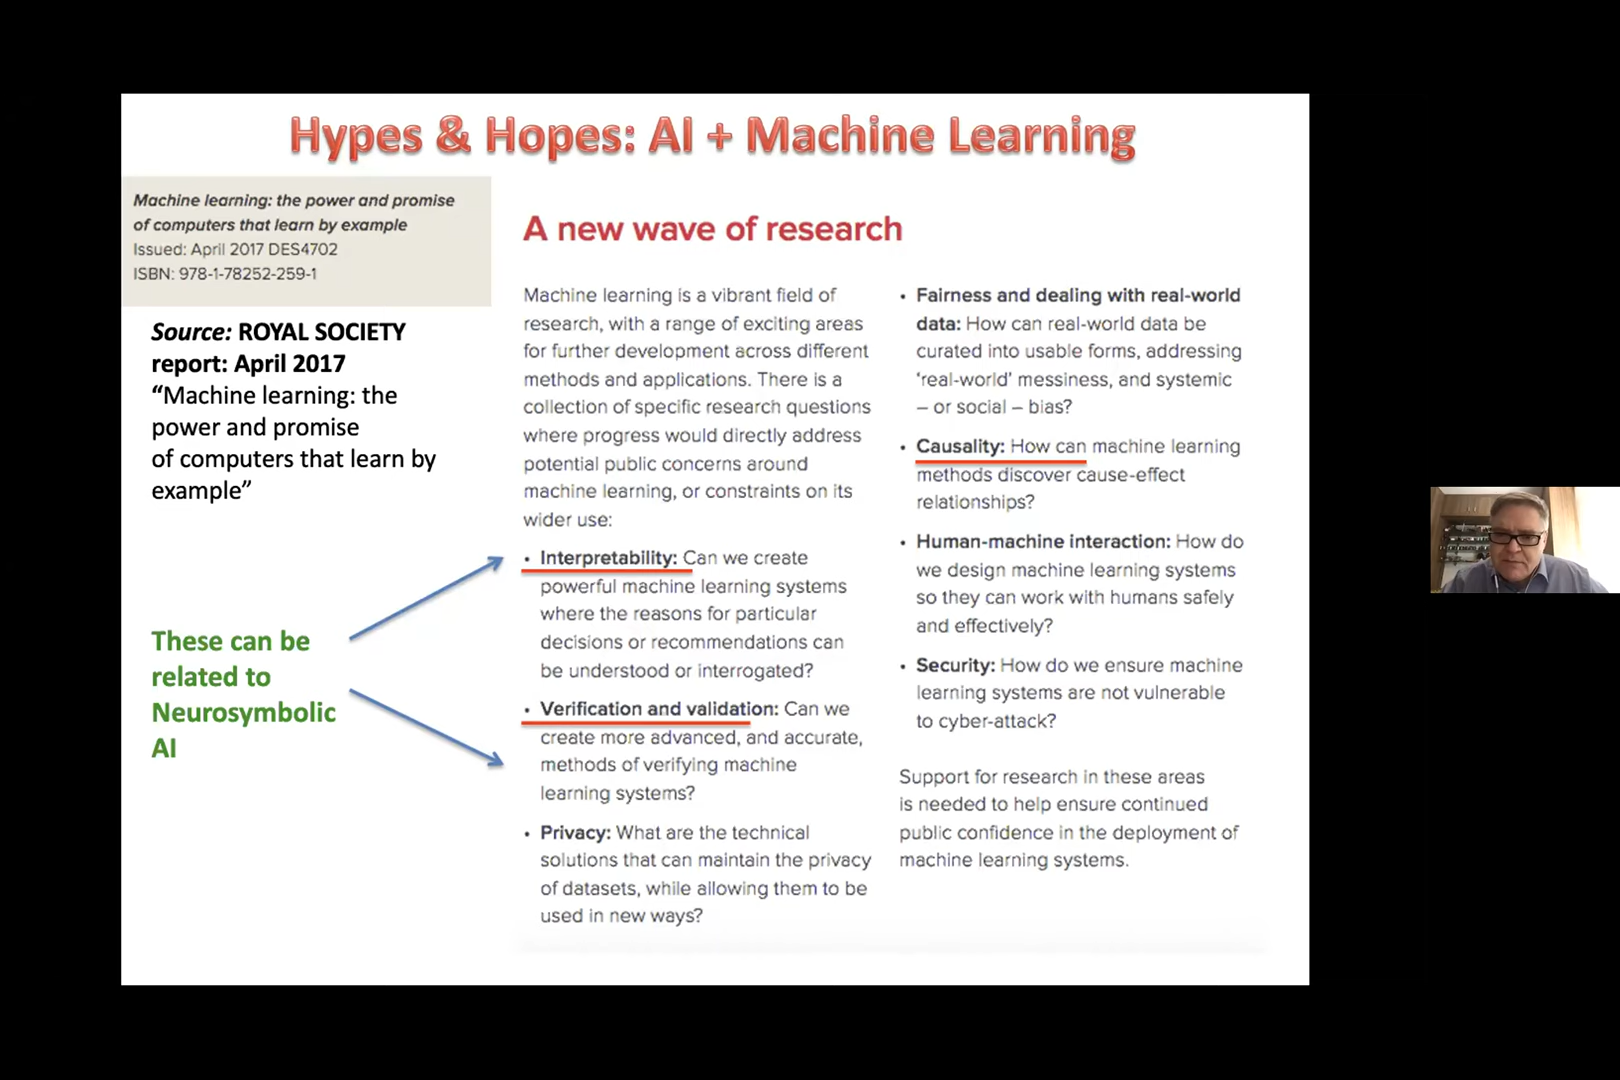 Hypes & Hopes: AI + Machine Learning
Machine learning: the power and promise
of computers that learn by example
Issued: April 2017 DES4702
ISBN: 978-1-78252-259-1
Source: ROYAL SOCIETY
report: April 2017
“Machine learning: the
power and promise
of computers that learn by
example”
These can be
related to
Neurosymbolic
AI
A new wave of research
Machine learning is a vibrant field of
research, with a range of exciting areas
for further development across different
methods and applications. There is a
collection of specific research questions
where progress would directly address
potential public concerns around
machine learning, or constraints on its
wider use:
• Interpretability: Can we create
powerful machine learning systems
where the reasons for particular
decisions or recommendations can
be understood or interrogated?
• Verification and validation: Can we
create more advanced, and accurate,
methods of verifying machine
learning systems?
• Privacy: What are the technical
solutions that can maintain the privacy
of datasets, while allowing them to be
used in new ways?
• Fairness and dealing with real-world
data: How can real-world data be
curated into usable forms, addressing
‘real-world’ messiness, and systemic
– or social – bias?
• Causality: How can machine learning
methods discover cause-effect
relationships?
• Human-machine interaction: How do
we design machine learning systems
so they can work with humans safely
and effectively?
• Security: How do we ensure machine
learning systems are not vulnerable
to cyber-attack?
Support for research in these areas
is needed to help ensure continued
public confidence in the deployment of
machine learning systems.